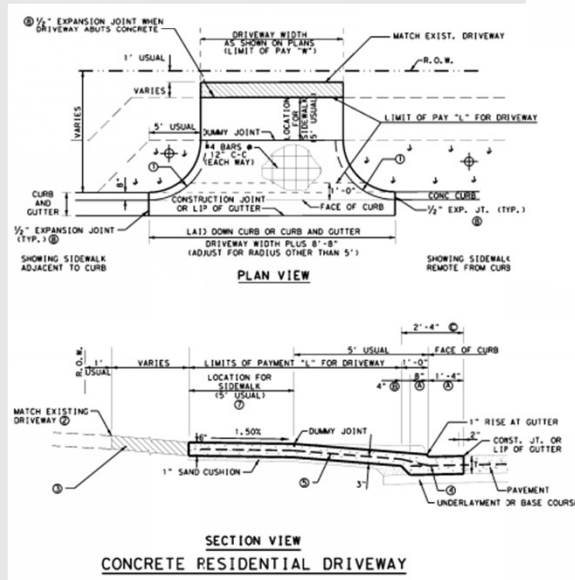 Ⓑ ½" EXPANSION JOINT WHEN
DRIVEWAY ABUTS CONCRETE
DRIVEWAY WIDTH
AS SHOWN ON PLANS
(LIMIT OF PAY "W")
MATCH EXIST. DRIVEWAY
1' USUAL
R.O.W.
VARIES
VARIES
LOCATION
FOR
SIDEWALK
(5' USUAL)
LIMIT OF PAY "L" FOR DRIVEWAY
5' USUAL
DUMMY JOINT
#4 BARS @
12" C-C
(EACH WAY)
①
①
8"
1'-0"
CURB
AND
GUTTER
CONSTRUCTION JOINT
OR LIP OF GUTTER
FACE OF CURB
CONC CURB
½" EXP. JT. (TYP.)
Ⓑ
½" EXPANSION JOINT
(TYP.) Ⓑ
LAID DOWN CURB OR CURB AND GUTTER
DRIVEWAY WIDTH PLUS 8'-8"
(ADJUST FOR RADIUS OTHER THAN 5')
SHOWING SIDEWALK
ADJACENT TO CURB
SHOWING SIDEWALK
REMOTE FROM CURB
PLAN VIEW
2'-4" Ⓒ
R.O.W.
1'
USUAL
VARIES
5' USUAL
FACE OF CURB
LIMITS OF PAYMENT "L" FOR DRIVEWAY
1'-0"
LOCATION FOR
SIDEWALK
(5' USUAL)
⑦
4" Ⓑ
8"
Ⓐ
1'-4"
Ⓐ
MATCH EXISTING
DRIVEWAY ②
1.50%
6"
DUMMY JOINT
1" RISE AT GUTTER
2"
CONST. JT. OR
LIP OF GUTTER
1" SAND CUSHION
③
⑤
3"
④
PAVEMENT
UNDERLAYMENT OR BASE COURS
SECTION VIEW
CONCRETE RESIDENTIAL DRIVEWAY